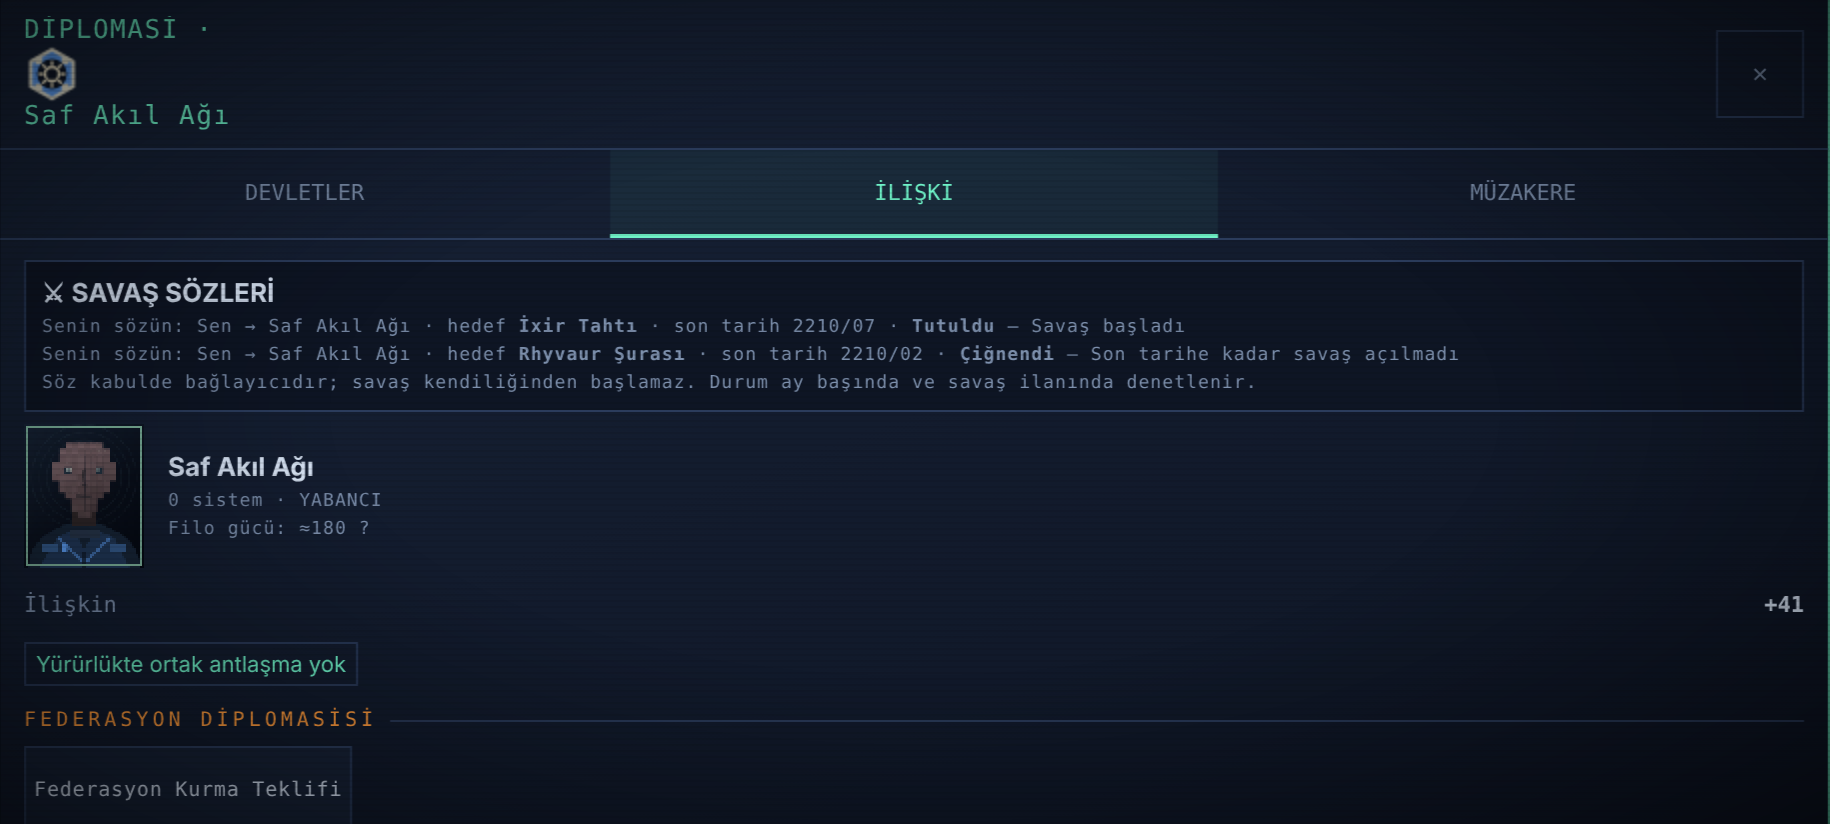 DİPLOMASİ ·
Saf Akıl Ağı
×
DEVLETLER
İLİŞKİ
MÜZAKERE
⚔ SAVAŞ SÖZLERİ
Senin sözün: Sen → Saf Akıl Ağı · hedef İxir Tahtı · son tarih 2210/07 · Tutuldu — Savaş başladı
Senin sözün: Sen → Saf Akıl Ağı · hedef Rhyvaur Şurası · son tarih 2210/02 · Çiğnendi — Son tarihe kadar savaş açılmadı
Söz kabulde bağlayıcıdır; savaş kendiliğinden başlamaz. Durum ay başında ve savaş ilanında denetlenir.
Saf Akıl Ağı
0 sistem · YABANCI
Filo gücü: ≈180 ?
İlişkin
+41
Yürürlükte ortak antlaşma yok
FEDERASYON DİPLOMASİSİ
Federasyon Kurma Teklifi